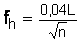 fₕ = 0,04L / √n